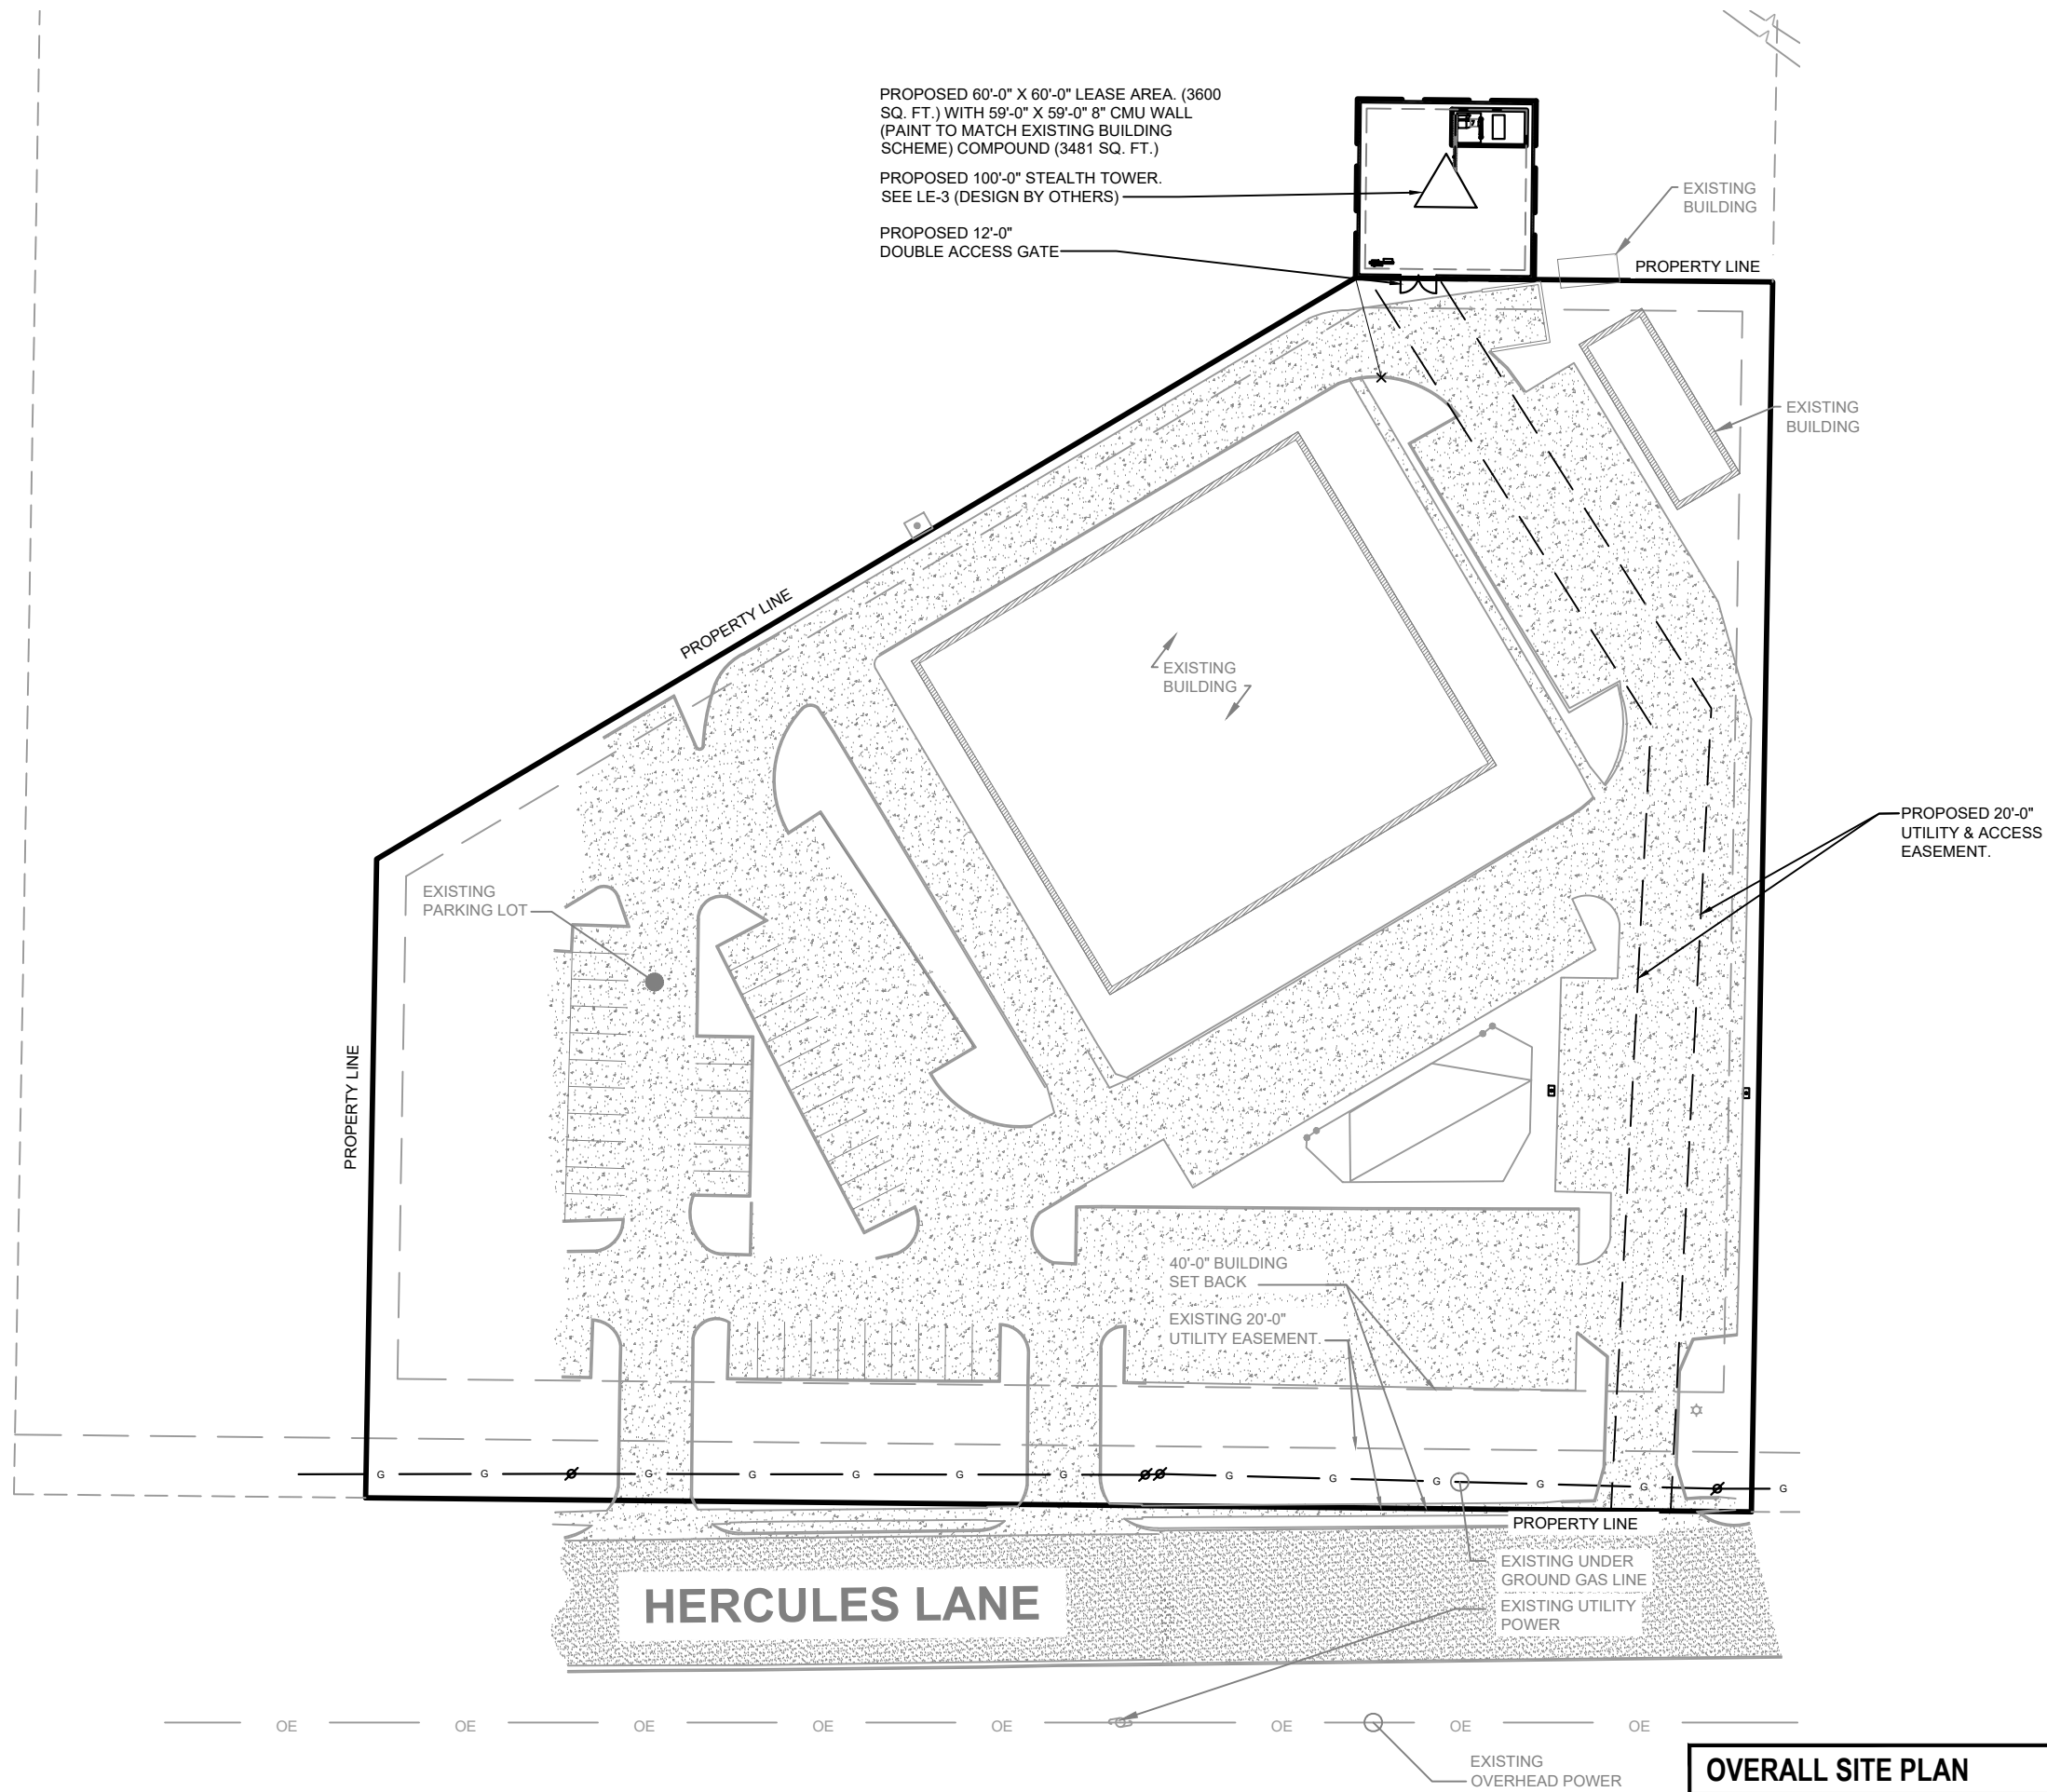 PROPOSED 60'-0" X 60'-0" LEASE AREA. (3600
SQ. FT.) WITH 59'-0" X 59'-0" 8" CMU WALL
(PAINT TO MATCH EXISTING BUILDING
SCHEME) COMPOUND (3481 SQ. FT.)
PROPOSED 100'-0" STEALTH TOWER.
SEE LE-3 (DESIGN BY OTHERS)
PROPOSED 12'-0"
DOUBLE ACCESS GATE
EXISTING
BUILDING
PROPERTY LINE
EXISTING
BUILDING
PROPERTY LINE
EXISTING
BUILDING
PROPOSED 20'-0"
UTILITY & ACCESS
EASEMENT.
EXISTING
PARKING LOT
PROPERTY LINE
40'-0" BUILDING
SET BACK
EXISTING 20'-0"
UTILITY EASEMENT.
G G G G G G G G G G G G G
PROPERTY LINE
EXISTING UNDER
GROUND GAS LINE
EXISTING UTILITY
POWER
HERCULES LANE
OE OE OE OE OE OE OE OE
EXISTING
OVERHEAD POWER
OVERALL SITE PLAN